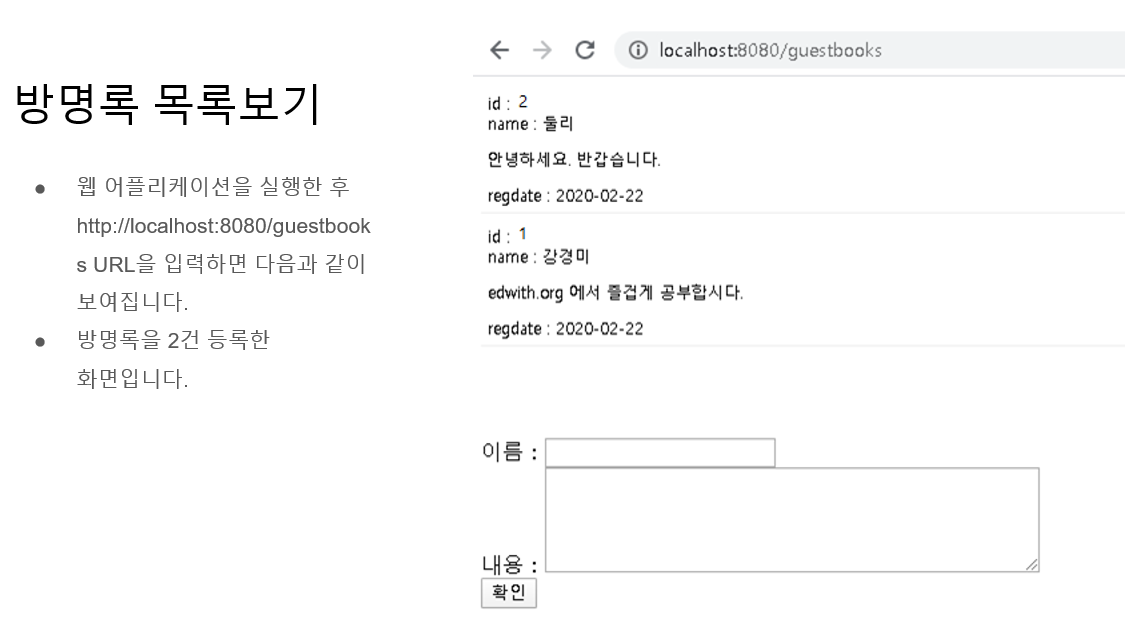 방명록 목록보기
● 웹 어플리케이션을 실행한 후
http://localhost:8080/guestbook
s URL을 입력하면 다음과 같이
보여집니다.
● 방명록을 2건 등록한
화면입니다.
localhost:8080/guestbooks
id : 2
name : 둘리
안녕하세요. 반갑습니다.
regdate : 2020-02-22
id : 1
name : 강경미
edwith.org 에서 즐겁게 공부합시다.
regdate : 2020-02-22
이름 :
내용 :
확인